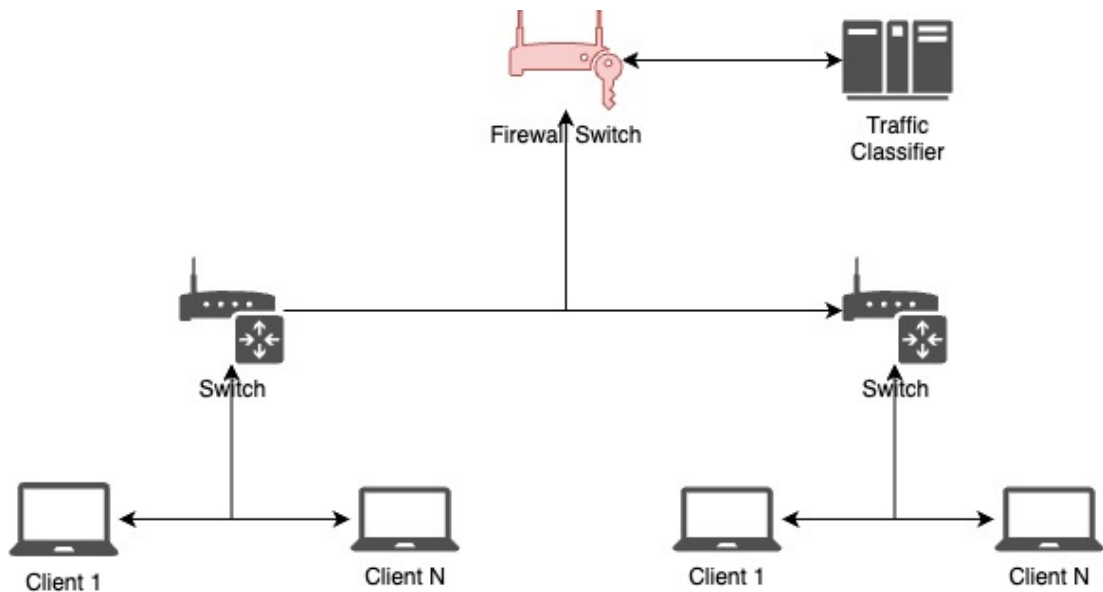 Firewall Switch
Traffic
Classifier
Switch
Switch
Client 1
Client N
Client 1
Client N